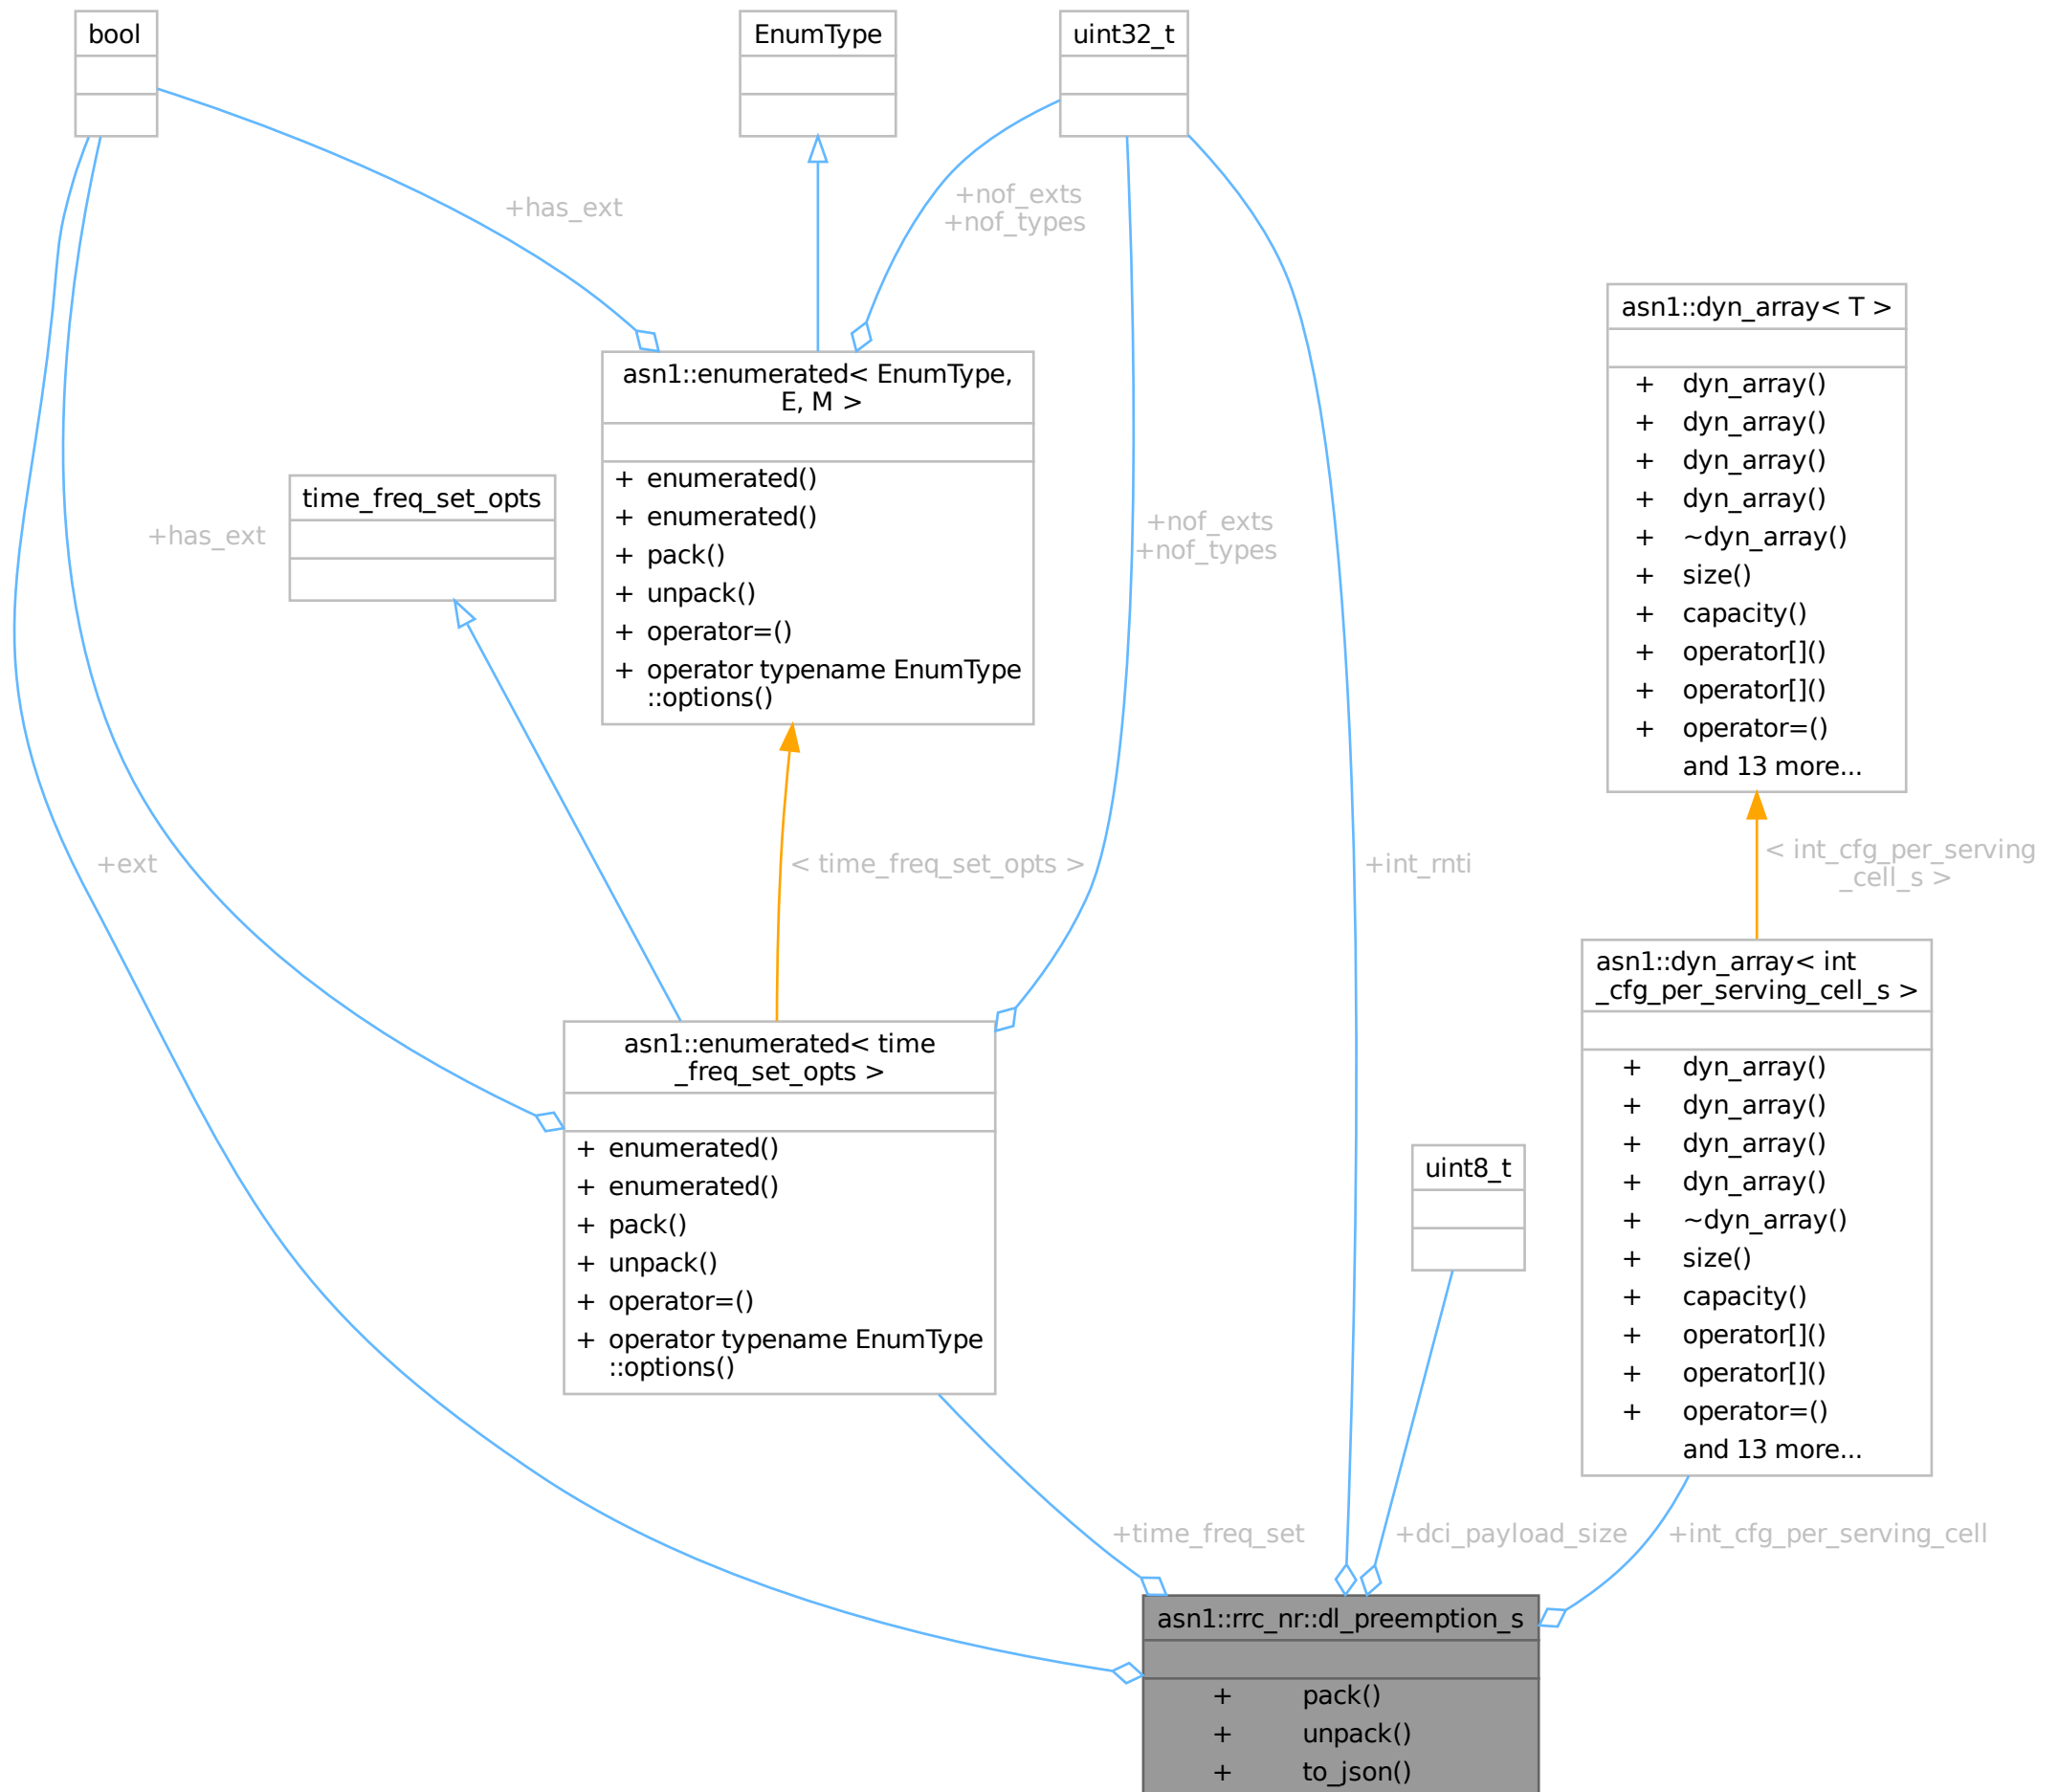 bool
EnumType
uint32_t
+has_ext
+nof_exts
+nof_types
asn1::dyn_array< T >
+ dyn_array()
+ dyn_array()
+ dyn_array()
+ dyn_array()
+ ~dyn_array()
+ size()
+ capacity()
+ operator[]()
+ operator[]()
+ operator=()
and 13 more...
asn1::enumerated< EnumType,
E, M >
+ enumerated()
+ enumerated()
+ pack()
+ unpack()
+ operator=()
+ operator typename EnumType
::options()
time_freq_set_opts
+has_ext
+nof_exts
+nof_types
+ext
< time_freq_set_opts >
+int_rnti
< int_cfg_per_serving
_cell_s >
asn1::dyn_array< int
_cfg_per_serving_cell_s >
+ dyn_array()
+ dyn_array()
+ dyn_array()
+ dyn_array()
+ ~dyn_array()
+ size()
+ capacity()
+ operator[]()
+ operator[]()
+ operator=()
and 13 more...
asn1::enumerated< time
_freq_set_opts >
+ enumerated()
+ enumerated()
+ pack()
+ unpack()
+ operator=()
+ operator typename EnumType
::options()
uint8_t
+time_freq_set
+dci_payload_size
+int_cfg_per_serving_cell
asn1::rrc_nr::dl_preemption_s
+ pack()
+ unpack()
+ to_json()